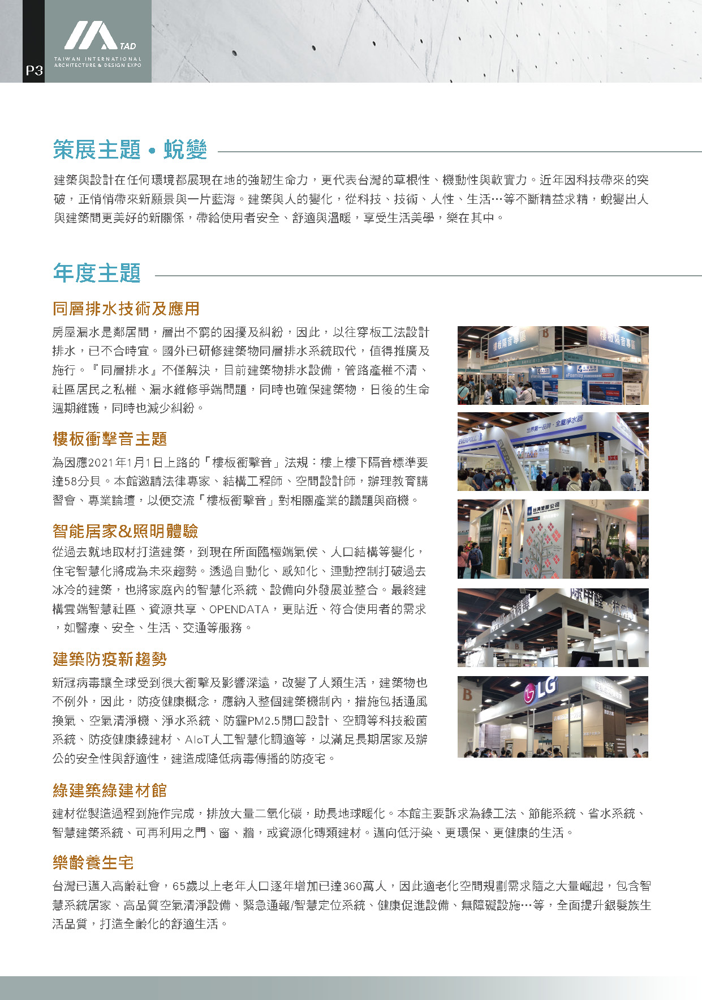 TAD
TAIWAN INTERNATIONAL
ARCHITECTURE & DESIGN EXPO
P3
策展主題・蛻變
建築與設計在任何環境都展現在地的強韌生命力，更代表台灣的草根性、機動性與軟實力。近年因科技帶來的突
破，正悄悄帶來新願景與一片藍海。建築與人的變化，從科技、技術、人性、生活…等不斷精益求精，蛻變出人
與建築間更美好的新關係，帶給使用者安全、舒適與溫暖，享受生活美學，樂在其中。
年度主題
同層排水技術及應用
房屋漏水是鄰居間，層出不窮的困擾及糾紛，因此，以往穿板工法設計
排水，已不合時宜。國外已研修建築物同層排水系統取代，值得推廣及
施行。『同層排水』不僅解決，目前建築物排水設備，管路產權不清、
社區居民之私權、漏水維修爭端問題，同時也確保建築物，日後的生命
週期維護，同時也減少糾紛。
樓板衝擊音主題
為因應2021年1月1日上路的「樓板衝擊音」法規：樓上樓下隔音標準要
達58分貝。本館邀請法律專家、結構工程師、空間設計師，辦理教育講
習會、專業論壇，以便交流「樓板衝擊音」對相關產業的議題與商機。
智能居家&照明體驗
從過去就地取材打造建築，到現在所面臨極端氣侯、人口結構等變化，
住宅智慧化將成為未來趨勢。透過自動化、感知化、連動控制打破過去
冰冷的建築，也將家庭內的智慧化系統、設備向外發展並整合。最終建
構雲端智慧社區、資源共享、OPENDATA，更貼近、符合使用者的需求
，如醫療、安全、生活、交通等服務。
建築防疫新趨勢
新冠病毒讓全球受到很大衝擊及影響深遠，改變了人類生活，建築物也
不例外，因此，防疫健康概念，應納入整個建築機制內，措施包括通風
換氣、空氣清淨機、淨水系統、防霾PM2.5開口設計、空調等科技殺菌
系統、防疫健康綠建材、AIoT人工智慧化調適等，以滿足長期居家及辦
公的安全性與舒適性，建造成降低病毒傳播的防疫宅。
綠建築綠建材館
建材從製造過程到施作完成，排放大量二氧化碳，助長地球暖化。本館主要訴求為綠工法、節能系統、省水系統、
智慧建築系統、可再利用之門、窗、牆，或資源化磚類建材。邁向低汙染、更環保、更健康的生活。
樂齡養生宅
台灣已邁入高齡社會，65歲以上老年人口逐年增加已達360萬人，因此適老化空間規劃需求隨之大量崛起，包含智
慧系統居家、高品質空氣清淨設備、緊急通報/智慧定位系統、健康促進設備、無障礙設施…等，全面提升銀髮族生
活品質，打造全齡化的舒適生活。
樓板隔音專區
B
樓板隔音專區
B
eFoamlay
世界第一品牌・全屋淨水器
EVERPOLL
EVERPOLL
台灣塑膠公司
除甲醛
抗病毒
B
B
LG